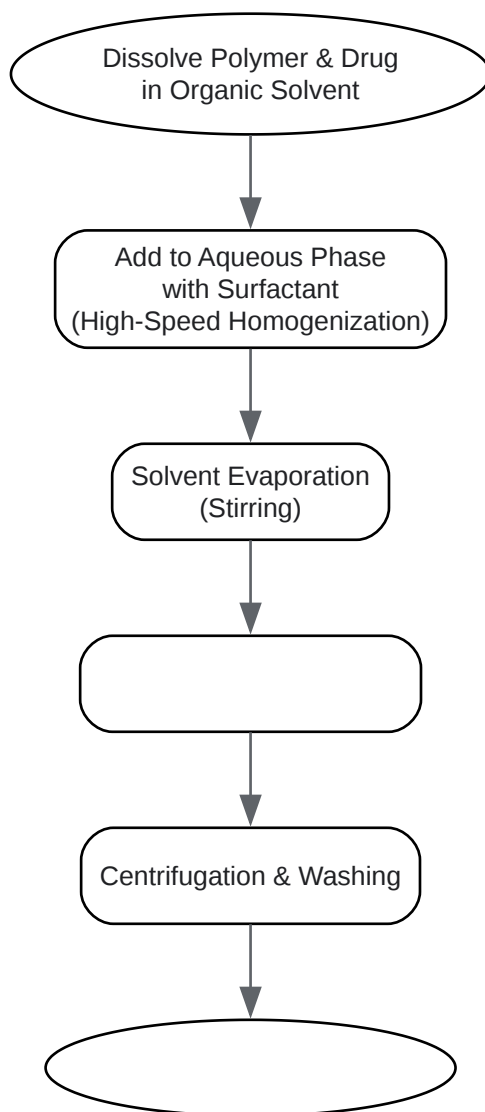 Dissolve Polymer & Drug
in Organic Solvent
Add to Aqueous Phase
with Surfactant
(High-Speed Homogenization)
Solvent Evaporation
(Stirring)
Centrifugation & Washing